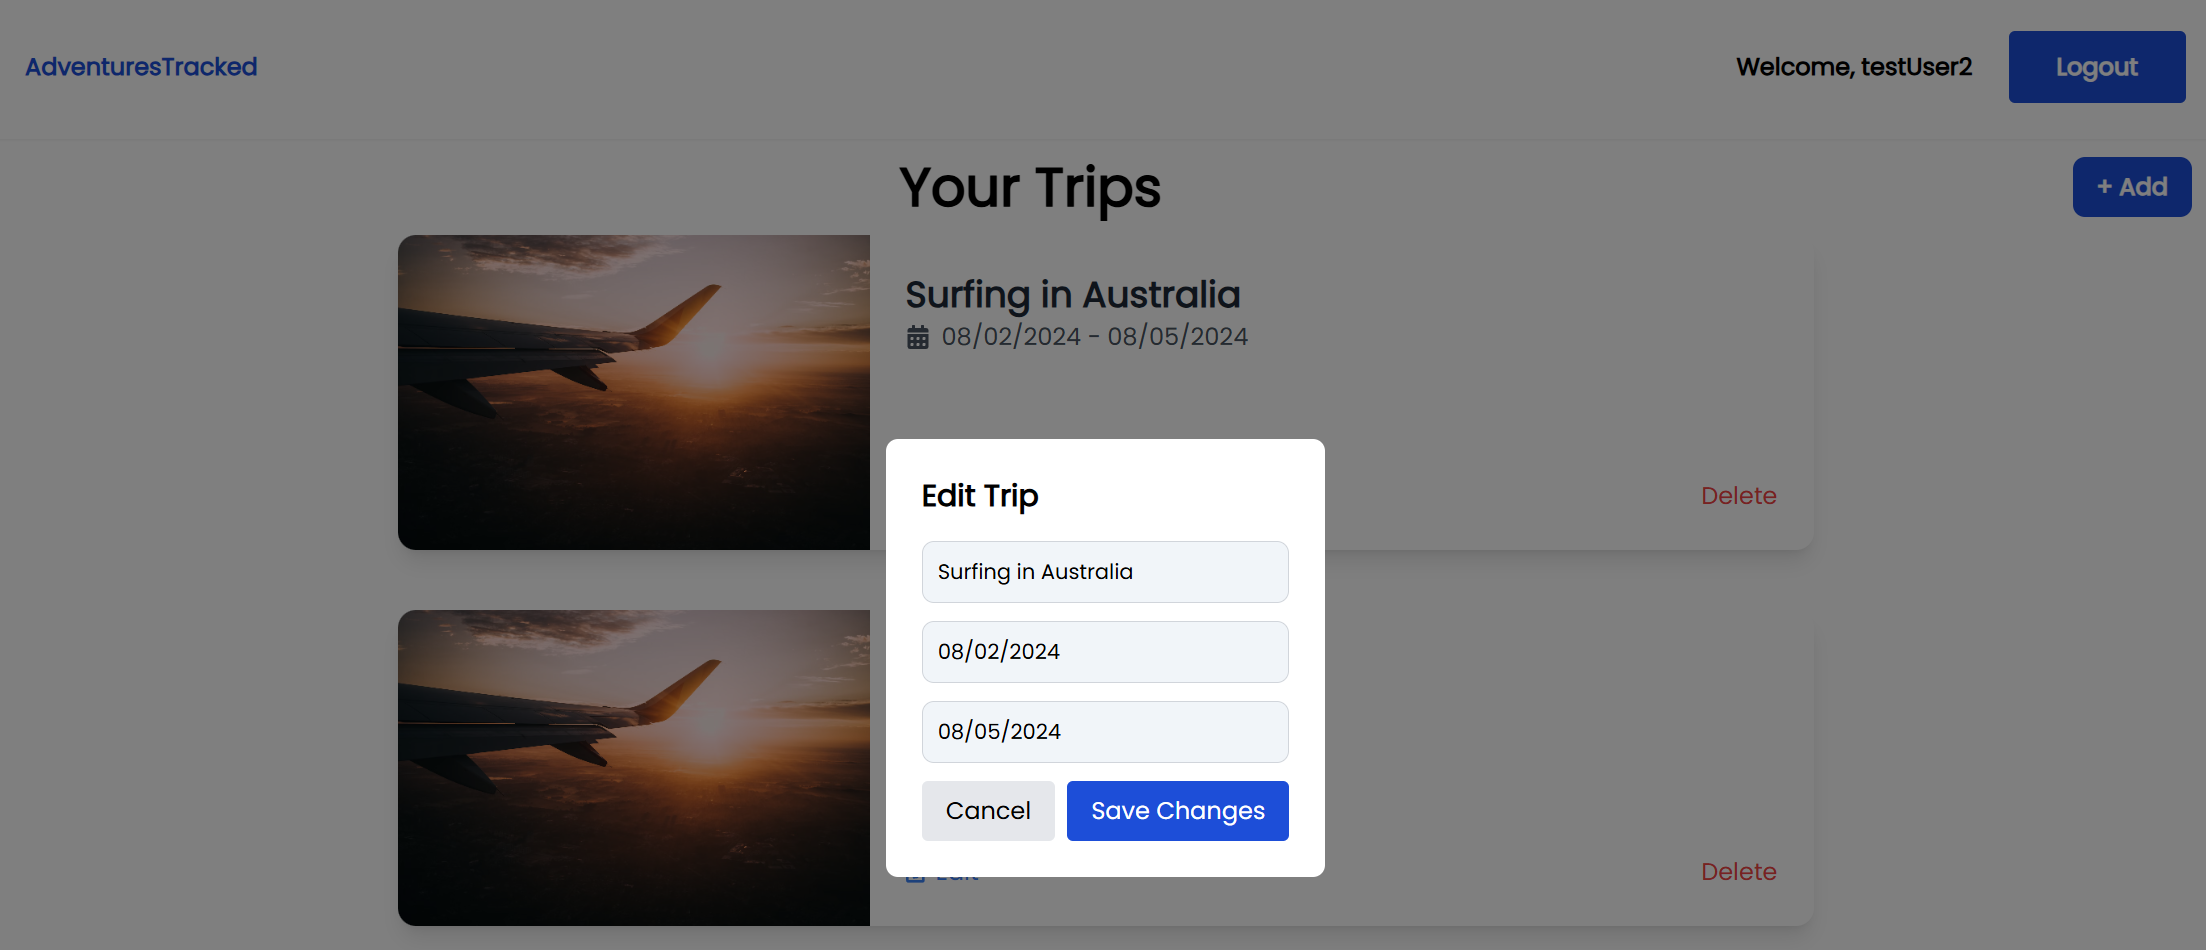 AdventuresTracked
Welcome, testUser2
Logout
Your Trips
+ Add
Surfing in Australia
08/02/2024 - 08/05/2024
Delete
Edit Trip
Surfing in Australia
08/02/2024
08/05/2024
Cancel
Save Changes
Delete